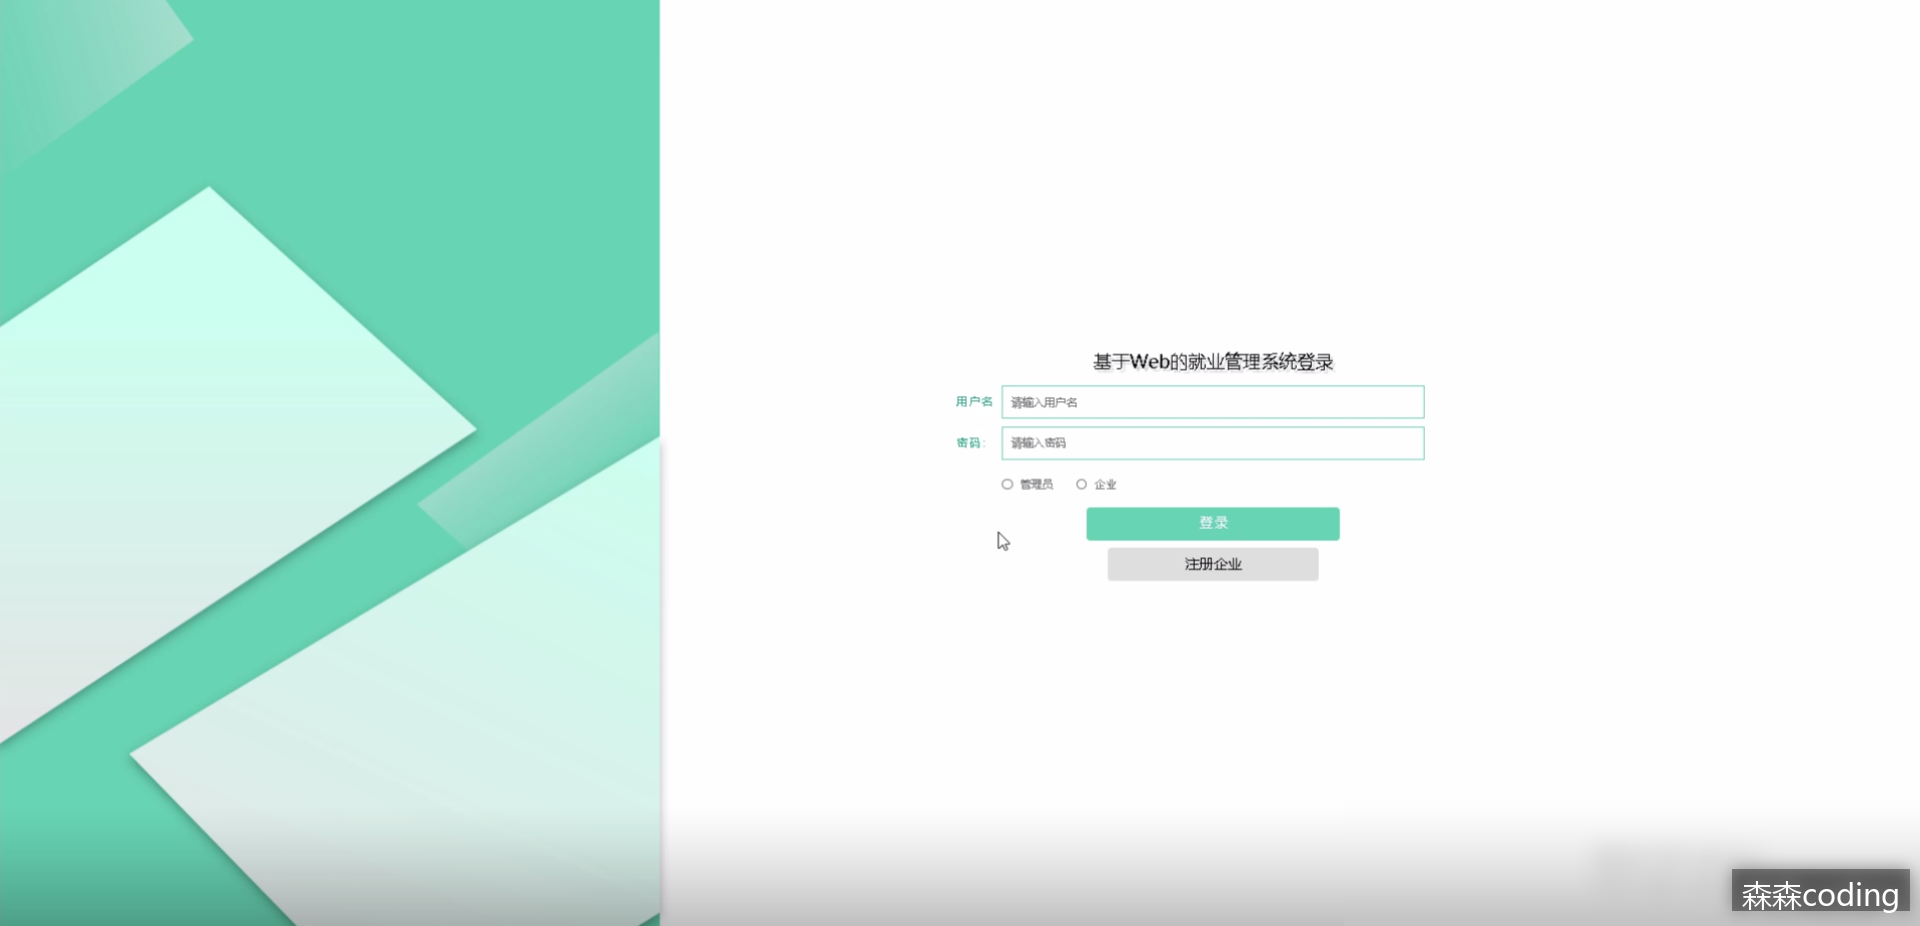 基于Web的就业管理系统登录
用户名
请输入用户名
密码：
请输入密码
管理员 企业
登录
注册企业
森森coding